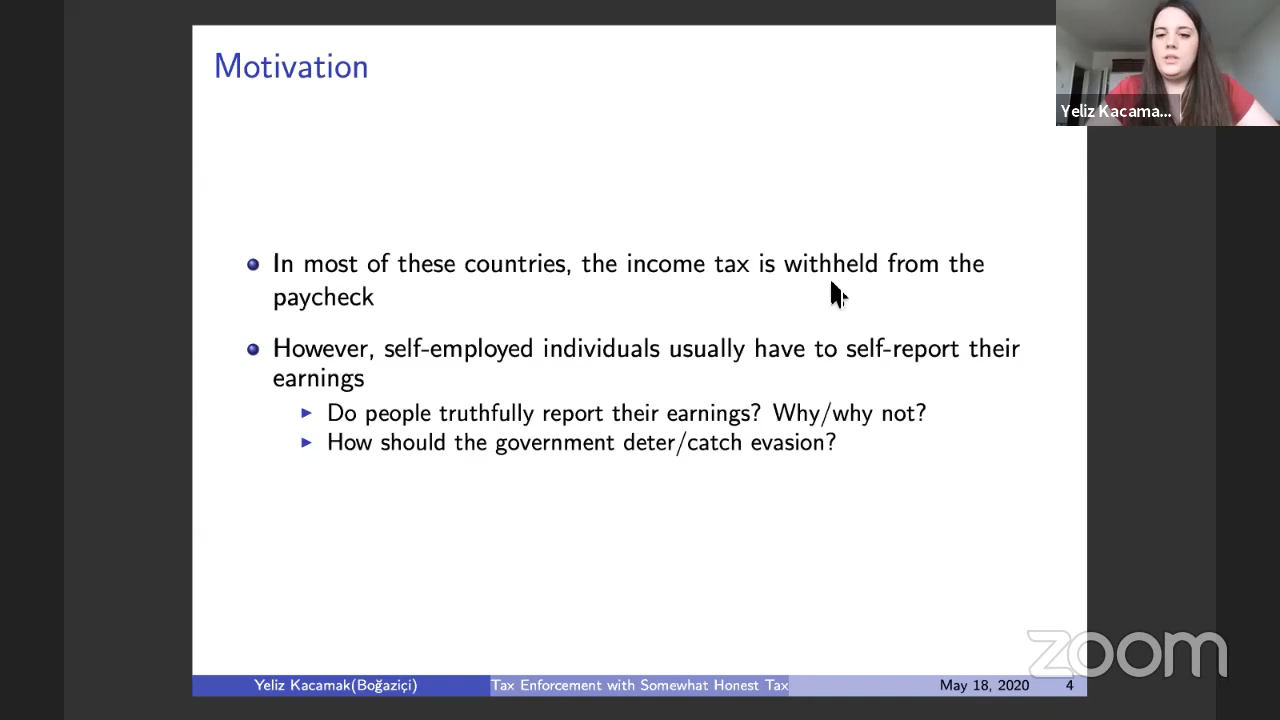 Motivation
Yeliz Kacama...
In most of these countries, the income tax is withheld from the
paycheck
However, self-employed individuals usually have to self-report their
earnings
Do people truthfully report their earnings? Why/why not?
How should the government deter/catch evasion?
zoom
Yeliz Kacamak(Boğaziçi) Tax Enforcement with Somewhat Honest Tax May 18, 2020 4